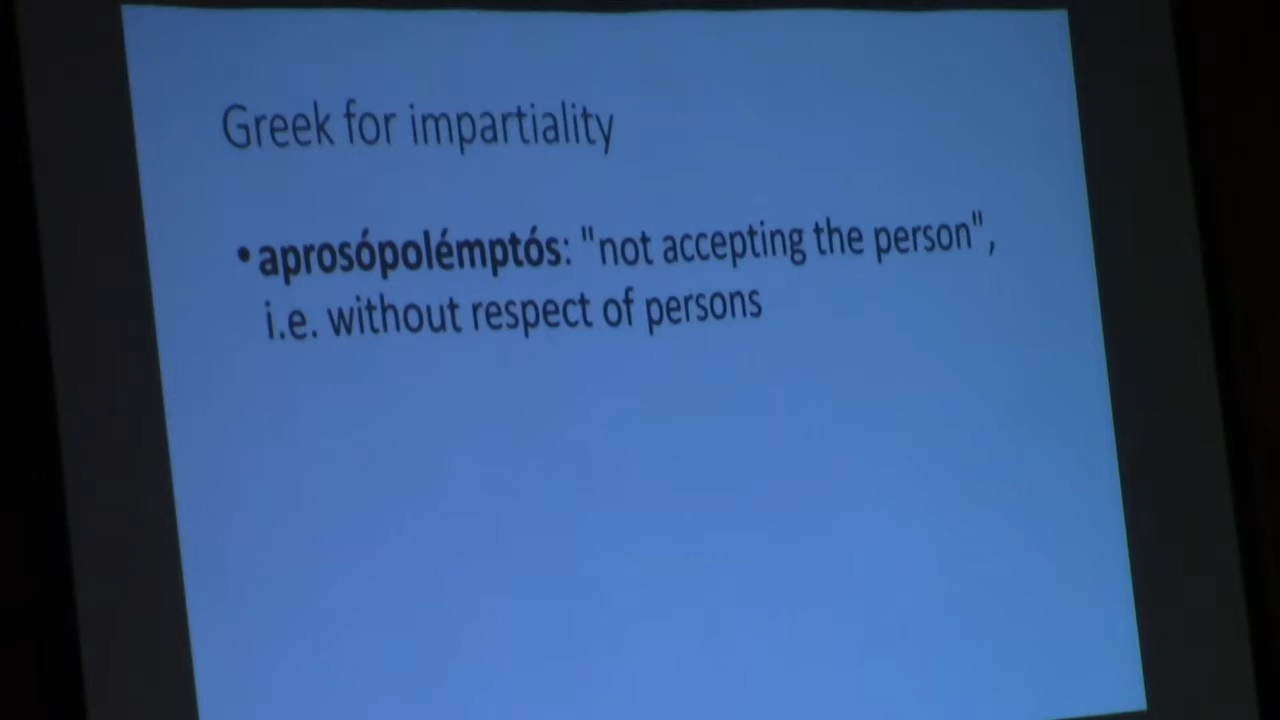 Greek for impartiality
• aprosópolémptós: "not accepting the person",
i.e. without respect of persons